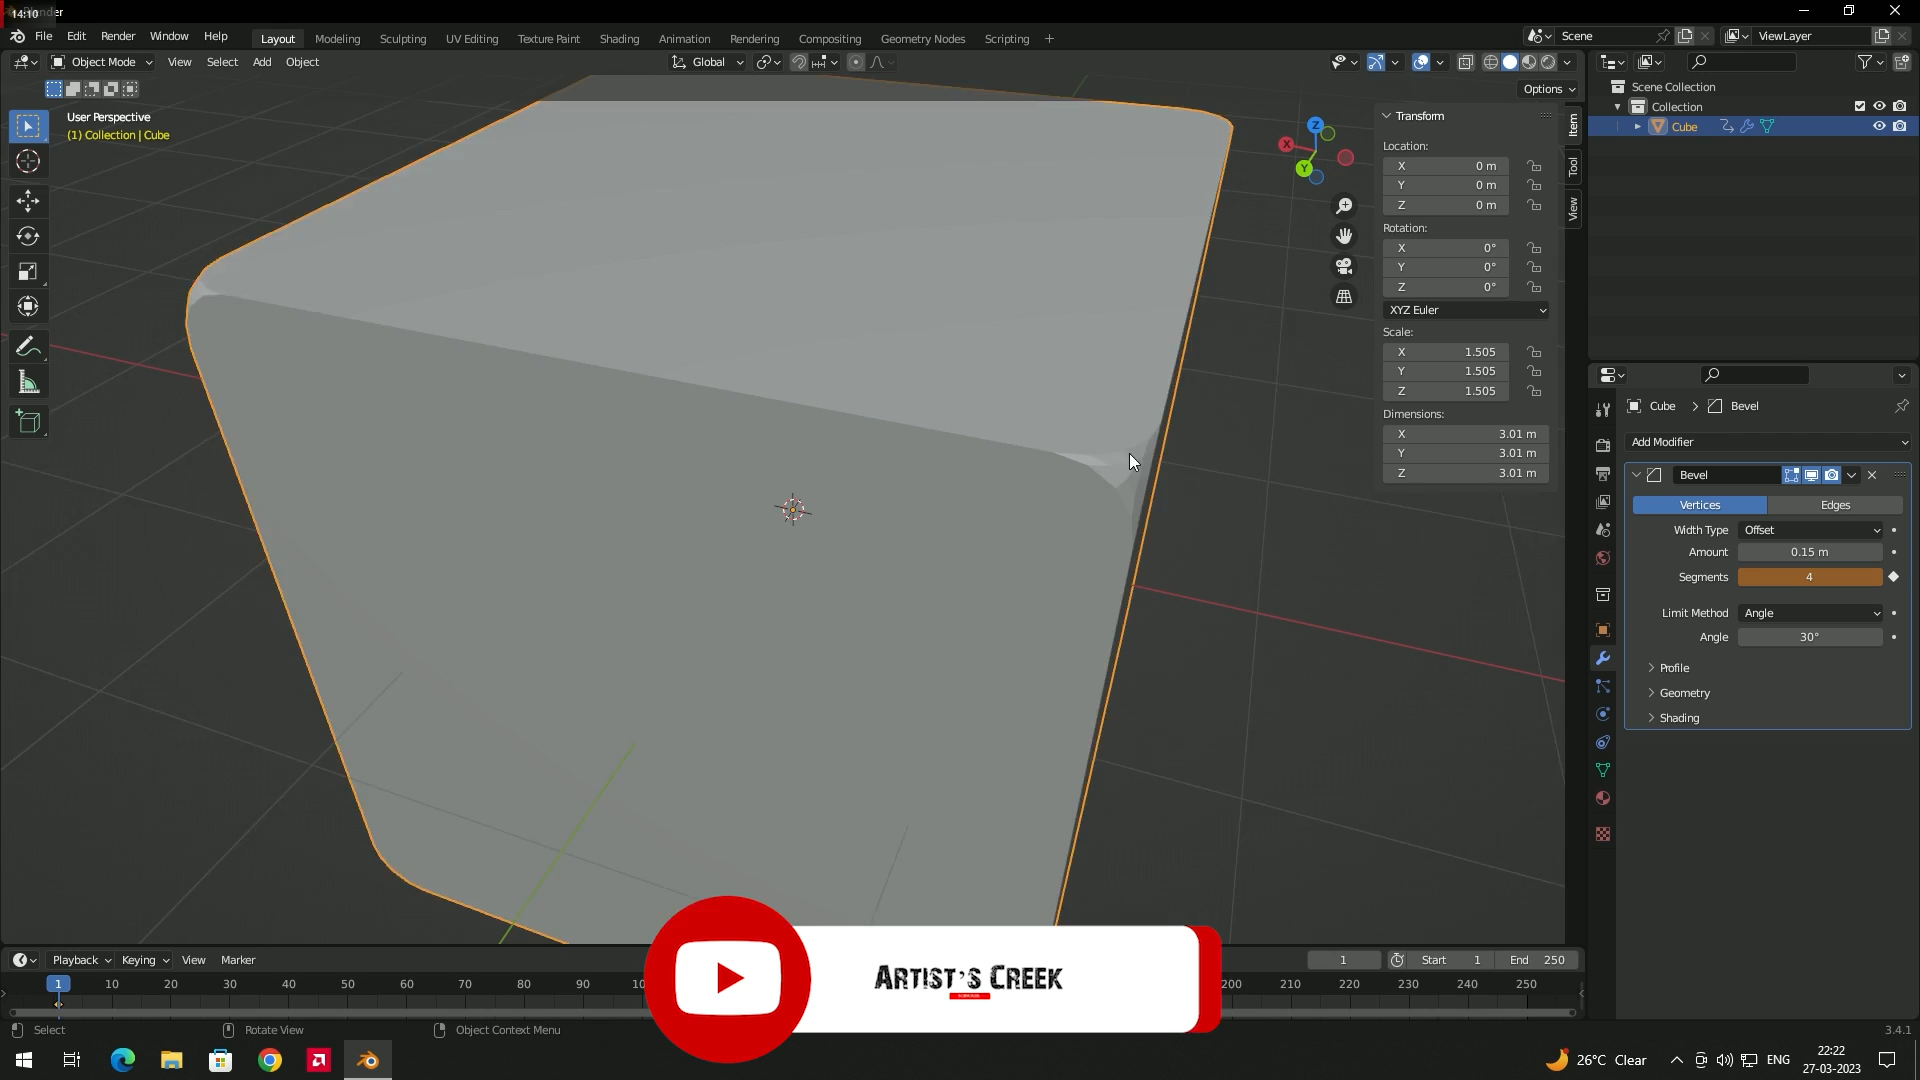 14:10
Blender
File Edit Render Window Help Layout Modeling Sculpting UV Editing Texture Paint Shading Animation Rendering Compositing Geometry Nodes Scripting + Scene ViewLayer
Object Mode View Select Add Object Global
Options
User Perspective
(1) Collection | Cube
Transform
Location:
X 0 m
Y 0 m
Z 0 m
Rotation:
X 0°
Y 0°
Z 0°
XYZ Euler
Scale:
X 1.505
Y 1.505
Z 1.505
Dimensions:
X 3.01 m
Y 3.01 m
Z 3.01 m
Item
Tool
View
X
Y
Z
Scene Collection
Collection
Cube
Cube > Bevel
Add Modifier
Bevel
Vertices Edges
Width Type Offset
Amount 0.15 m
Segments 4
Limit Method Angle
Angle 30°
Profile
Geometry
Shading
Playback Keying View Marker 1 Start 1 End 250
1 10 20 30 40 50 60 70 80 90 200 210 220 230 240 250
Select Rotate View Object Context Menu 3.4.1
ARTIST'S CREEK
26°C Clear ENG 22:22
27-03-2023